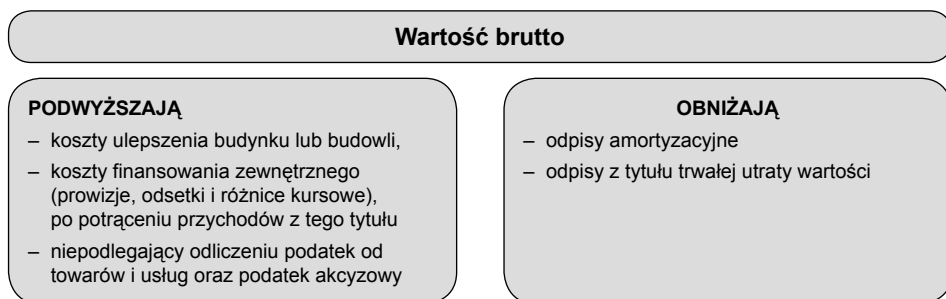 Wartość brutto
PODWYŻSZAJĄ
– koszty ulepszenia budynku lub budowli,
– koszty finansowania zewnętrznego
(prowizje, odsetki i różnice kursowe),
po potrąceniu przychodów z tego tytułu
– niepodlegający odliczeniu podatek od
towarów i usług oraz podatek akcyzowy
OBNIŻAJĄ
– odpisy amortyzacyjne
– odpisy z tytułu trwałej utraty wartości